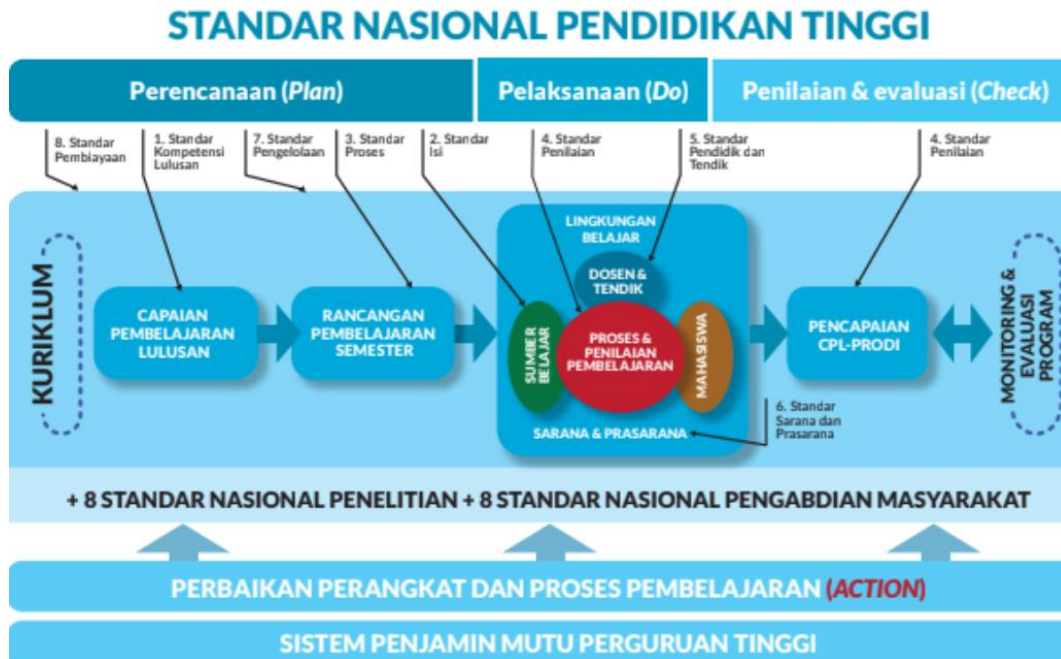 STANDAR NASIONAL PENDIDIKAN TINGGI
Perencanaan (Plan)
Pelaksanaan (Do)
Penilaian & evaluasi (Check)
8. Standar
Pembiayaan
1. Standar
Kompetensi
Lulusan
7. Standar
Pengelolaan
3. Standar
Proses
2. Standar
Isi
4. Standar
Penilaian
5. Standar
Pendidik dan
Tendik
4. Standar
Penilaian
KURIKLUM
CAPAIAN
PEMBELAJARAN
LULUSAN
RANCANGAN
PEMBELAJARAN
SEMESTER
LINGKUNGAN
BELAJAR
DOSEN &
TENDIK
SUMBER
BELAJAR
PROSES &
PENILAIAN
PEMBELAJARAN
MAHASISWA
SARANA & PRASARANA
6. Standar
Sarana dan
Prasarana
PENCAPAIAN
CPL-PRODI
MONITORING &
EVALUASI
PROGRAM
+ 8 STANDAR NASIONAL PENELITIAN + 8 STANDAR NASIONAL PENGABDIAN MASYARAKAT
PERBAIKAN PERANGKAT DAN PROSES PEMBELAJARAN (ACTION)
SISTEM PENJAMIN MUTU PERGURUAN TINGGI